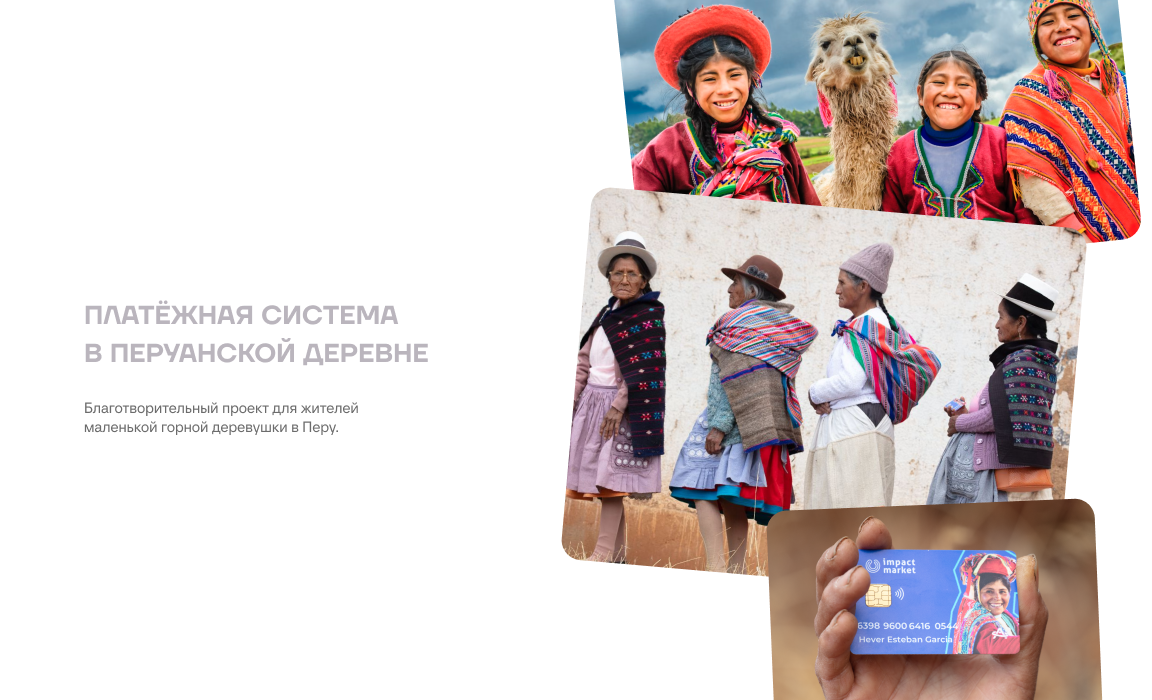 ПЛАТЁЖНАЯ СИСТЕМА
В ПЕРУАНСКОЙ ДЕРЕВНЕ
Благотворительный проект для жителей
маленькой горной деревушки в Перу.
impact
market
6398 9600 6416 0544
Hever Esteban Garcia